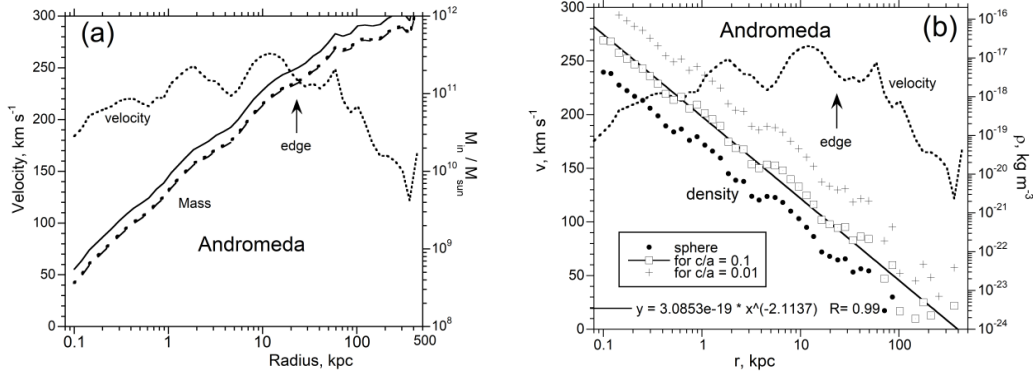 (a)
300
250
200
150
100
50
0
Velocity, km s-1
velocity
edge
Mass
Andromeda
10^12
10^11
10^10
10^9
10^8
M_in / M_sun
0.1 1 10 100 500
Radius, kpc
Andromeda
(b)
300
250
200
150
100
50
0
v, km s-1
velocity
edge
density
sphere
for c/a = 0.1
for c/a = 0.01
y = 3.0853e-19 * x^(-2.1137) R= 0.99
10^-16
10^-17
10^-18
10^-19
10^-20
10^-21
10^-22
10^-23
10^-24
ρ, kg m-3
0.1 1 10 100
r, kpc